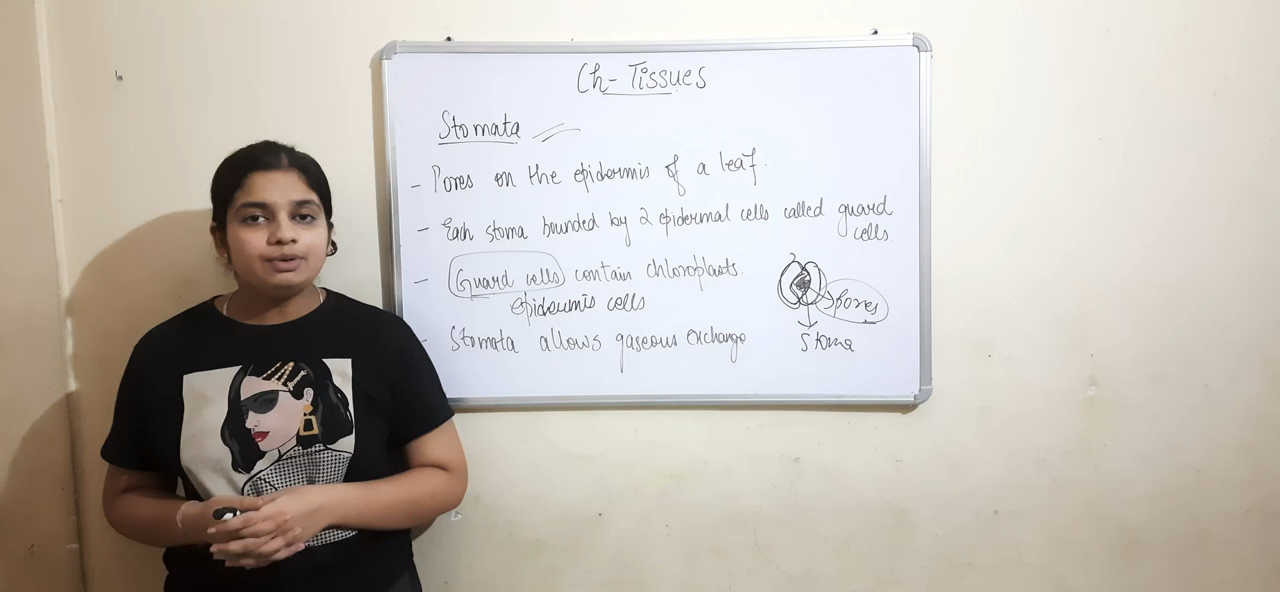 Ch- Tissues
Stomata
- Pores on the epidermis of a leaf.
- Each stoma bounded by 2 epidermal cells called guard
cells.
- Guard cells contain chloroplasts.
epidermis cells
- Stomata allows gaseous exchange
pores
Stoma